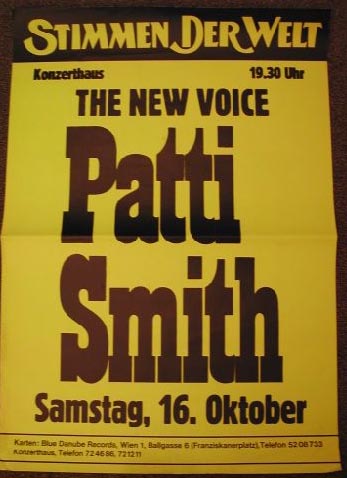 STIMMEN DER WELT
Konzerthaus 19.30 Uhr
THE NEW VOICE
Patti
Smith
Samstag, 16. Oktober
Karten: Blue Danube Records, Wien 1, Ballgasse 6 (Franziskanerplatz), Telefon 52 08 733
Konzerthaus, Telefon 72 46 86, 72 12 11